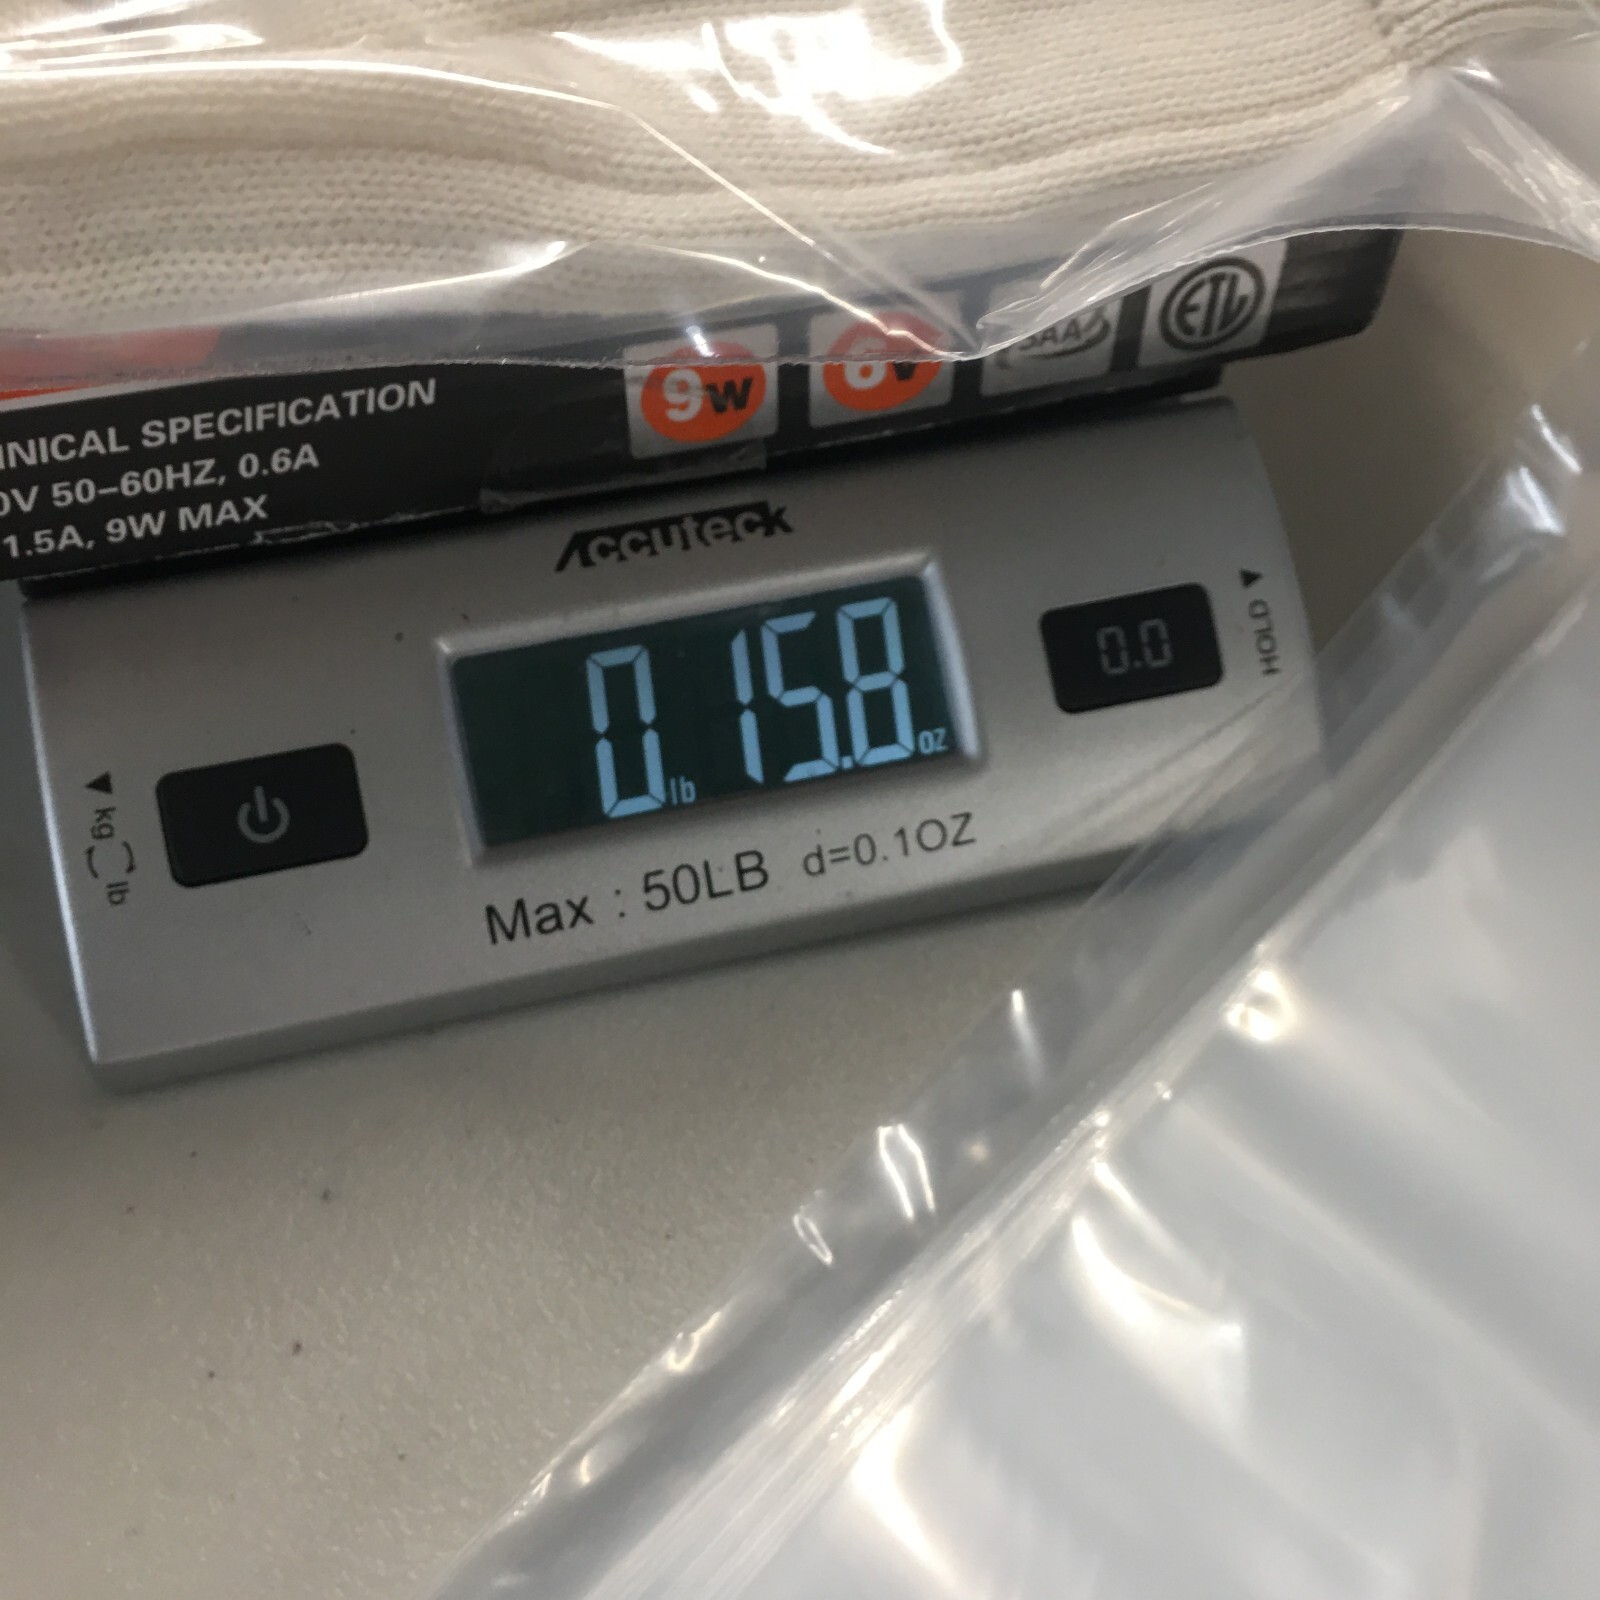 9W 6V SAA ETL
NICAL SPECIFICATION
0V 50-60HZ, 0.6A
1.5A, 9W MAX
Accuteck
0 lb 15.8 oz
0.0
HOLD
kg lb
Max : 50LB d=0.1OZ